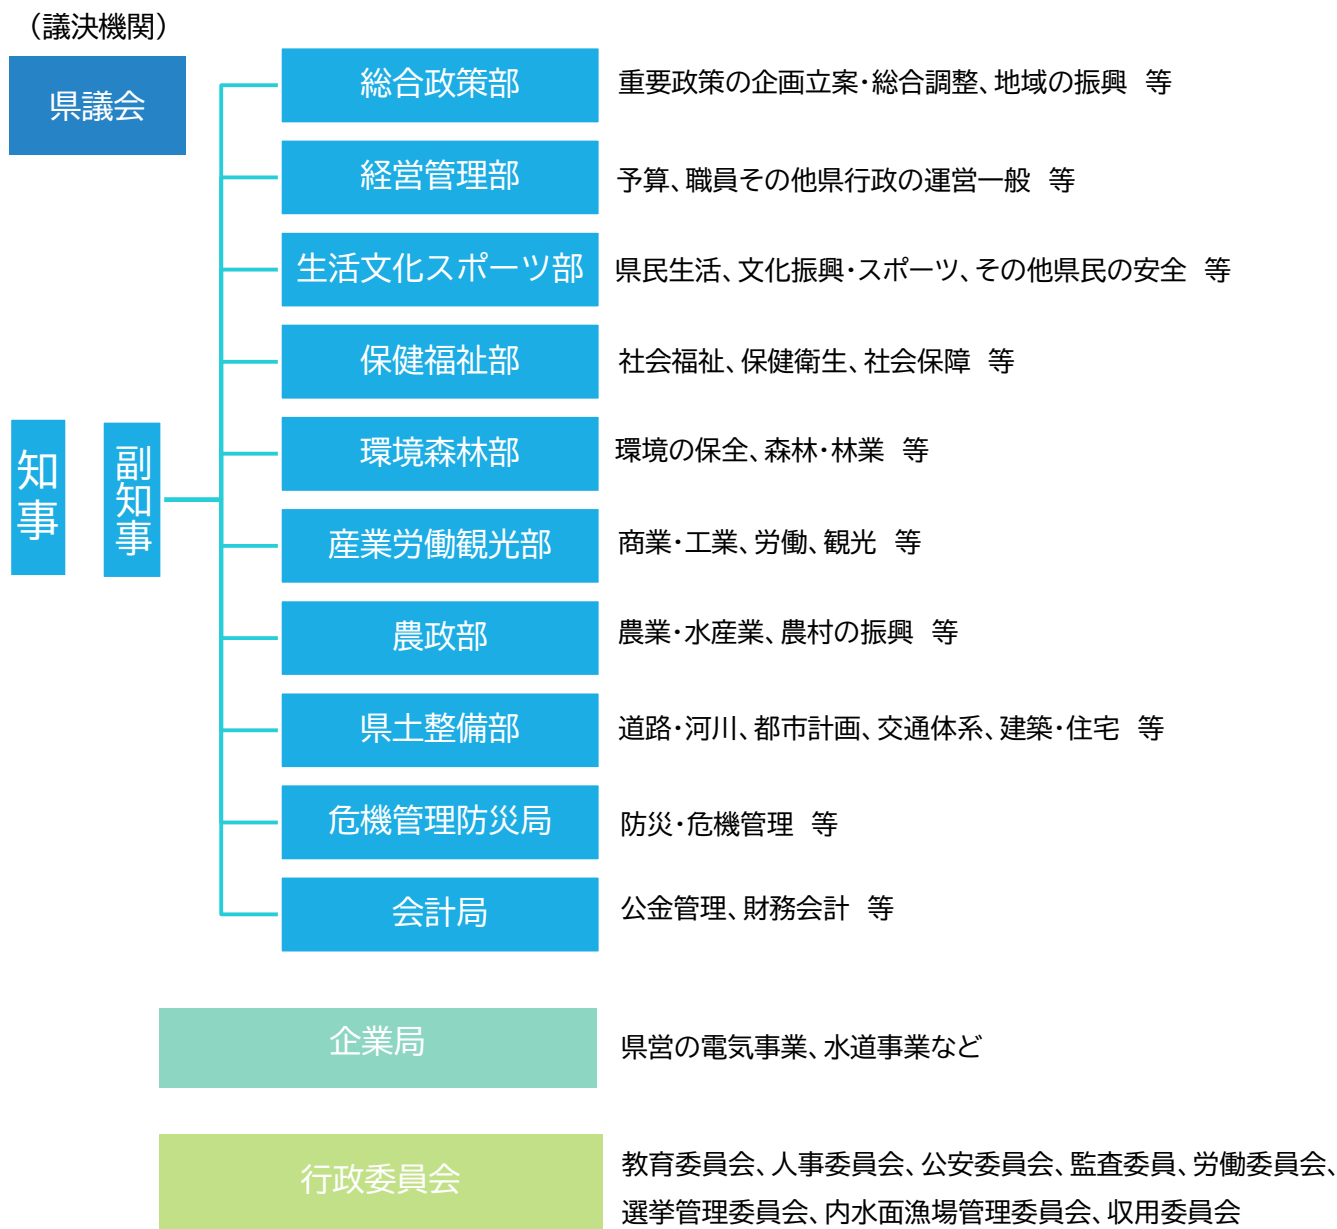 （議決機関）
県議会
知事
副知事
総合政策部
重要政策の企画立案・総合調整、地域の振興　等
経営管理部
予算、職員その他県行政の運営一般　等
生活文化スポーツ部
県民生活、文化振興・スポーツ、その他県民の安全　等
保健福祉部
社会福祉、保健衛生、社会保障　等
環境森林部
環境の保全、森林・林業　等
産業労働観光部
商業・工業、労働、観光　等
農政部
農業・水産業、農村の振興　等
県土整備部
道路・河川、都市計画、交通体系、建築・住宅　等
危機管理防災局
防災・危機管理　等
会計局
公金管理、財務会計　等
企業局
県営の電気事業、水道事業など
行政委員会
教育委員会、人事委員会、公安委員会、監査委員、労働委員会、
選挙管理委員会、内水面漁場管理委員会、収用委員会